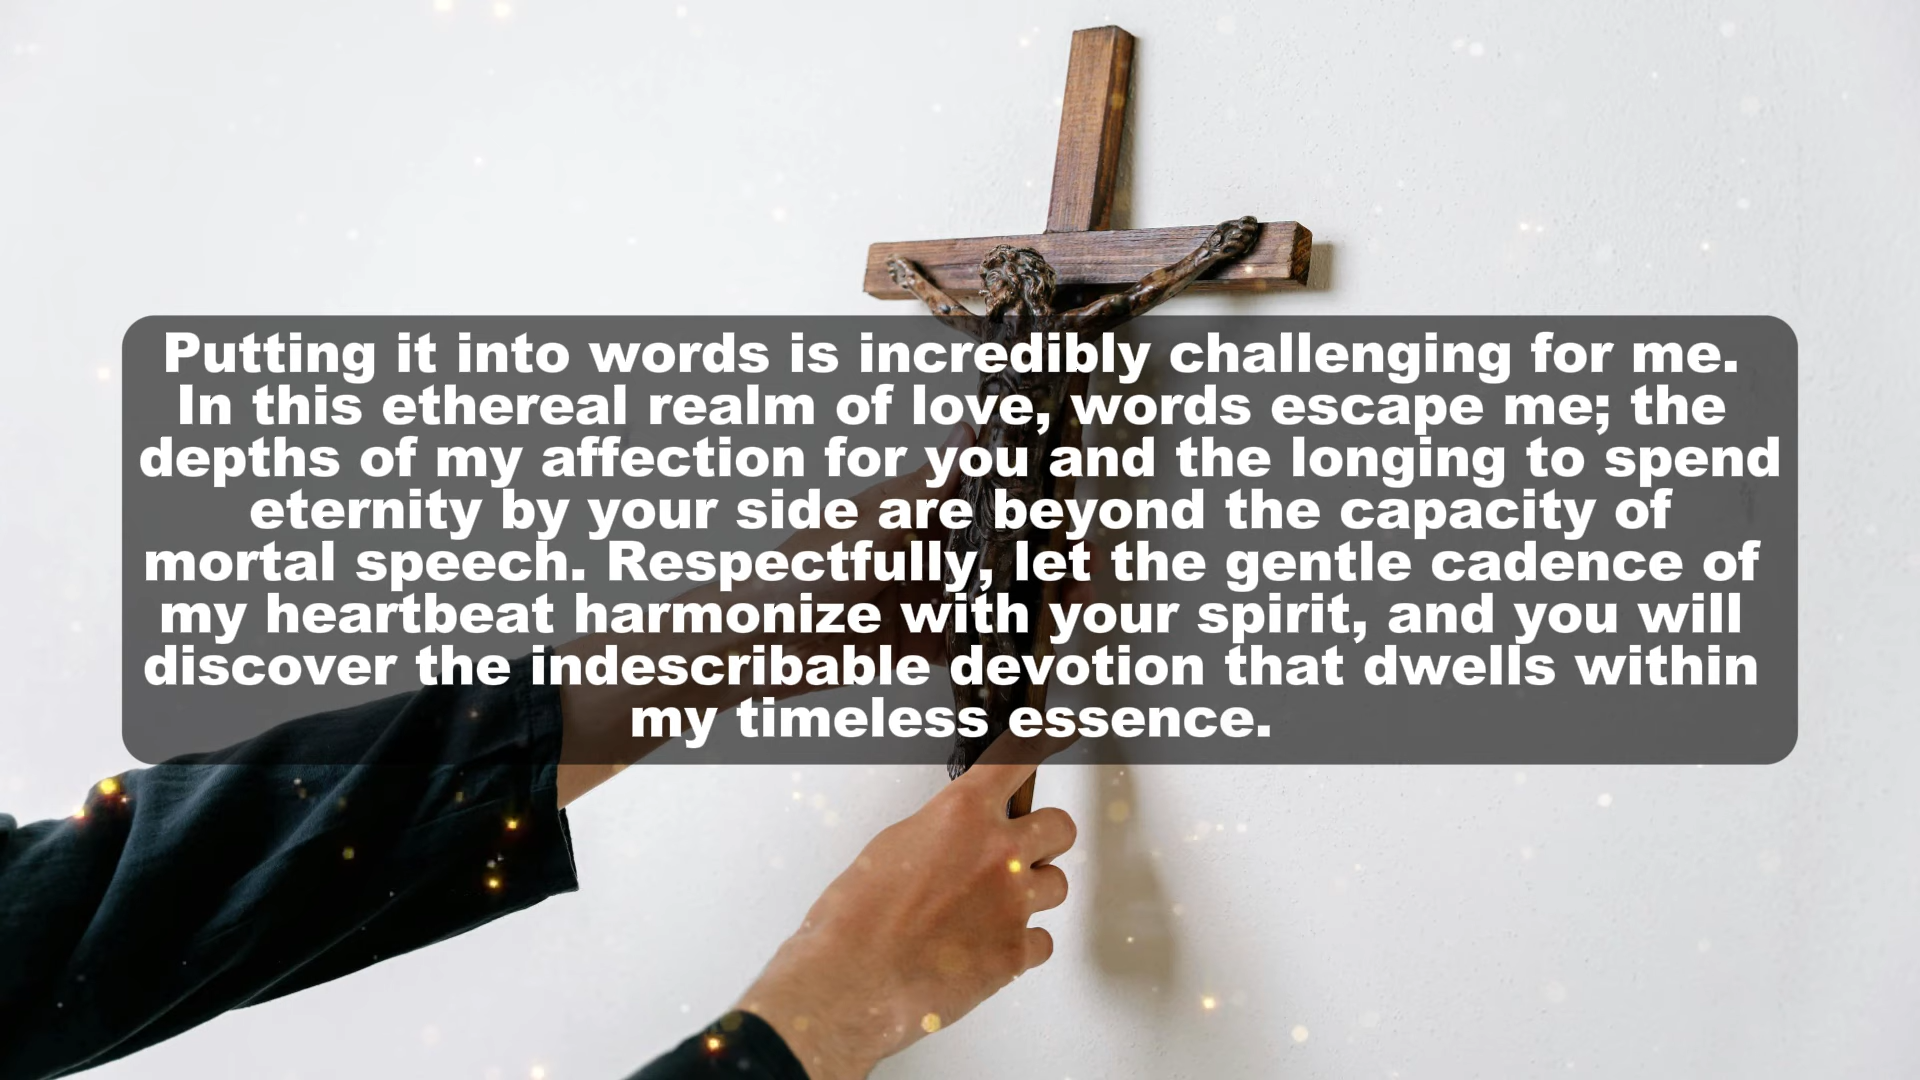 Putting it into words is incredibly challenging for me.
In this ethereal realm of love, words escape me; the
depths of my affection for you and the longing to spend
eternity by your side are beyond the capacity of
mortal speech. Respectfully, let the gentle cadence of
my heartbeat harmonize with your spirit, and you will
discover the indescribable devotion that dwells within
my timeless essence.